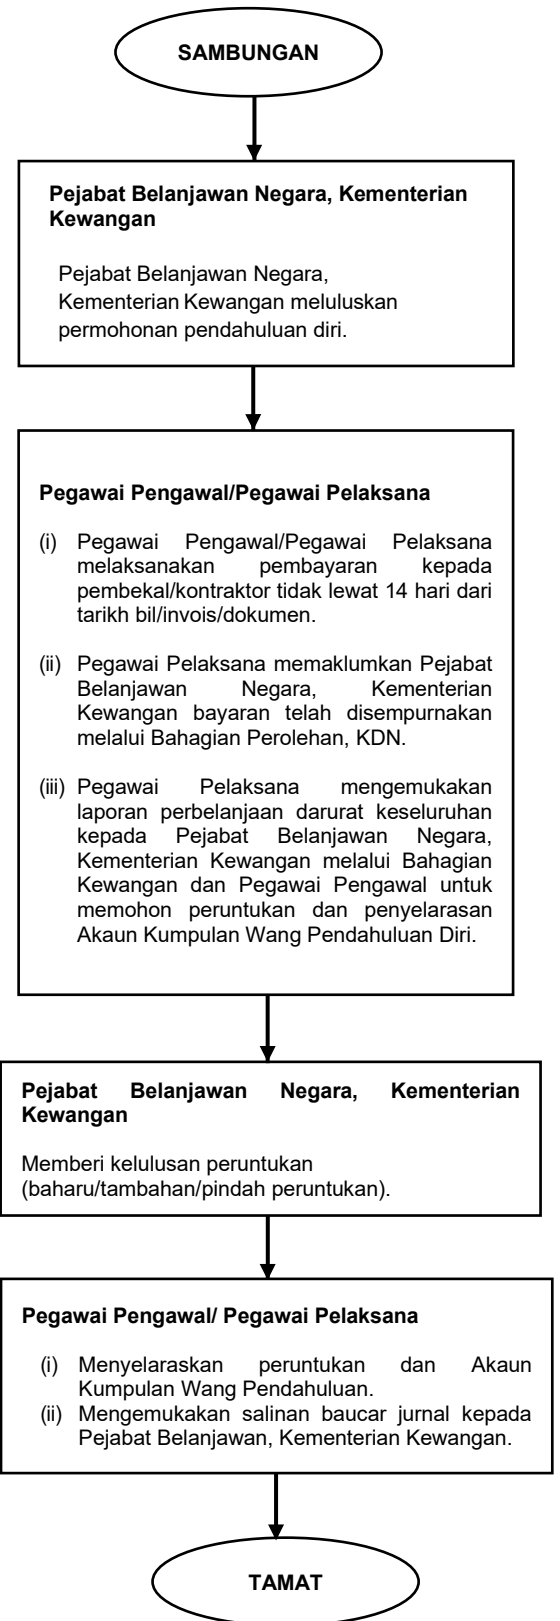 SAMBUNGAN
Pejabat Belanjawan Negara, Kementerian
Kewangan
Pejabat Belanjawan Negara,
Kementerian Kewangan meluluskan
permohonan pendahuluan diri.
Pegawai Pengawal/Pegawai Pelaksana
(i) Pegawai Pengawal/Pegawai Pelaksana
melaksanakan pembayaran kepada
pembekal/kontraktor tidak lewat 14 hari dari
tarikh bil/invois/dokumen.
(ii) Pegawai Pelaksana memaklumkan Pejabat
Belanjawan Negara, Kementerian
Kewangan bayaran telah disempurnakan
melalui Bahagian Perolehan, KDN.
(iii) Pegawai Pelaksana mengemukakan
laporan perbelanjaan darurat keseluruhan
kepada Pejabat Belanjawan Negara,
Kementerian Kewangan melalui Bahagian
Kewangan dan Pegawai Pengawal untuk
memohon peruntukan dan penyelarasan
Akaun Kumpulan Wang Pendahuluan Diri.
Pejabat Belanjawan Negara, Kementerian
Kewangan
Memberi kelulusan peruntukan
(baharu/tambahan/pindah peruntukan).
Pegawai Pengawal/ Pegawai Pelaksana
(i) Menyelaraskan peruntukan dan Akaun
Kumpulan Wang Pendahuluan.
(ii) Mengemukakan salinan baucar jurnal kepada
Pejabat Belanjawan, Kementerian Kewangan.
TAMAT